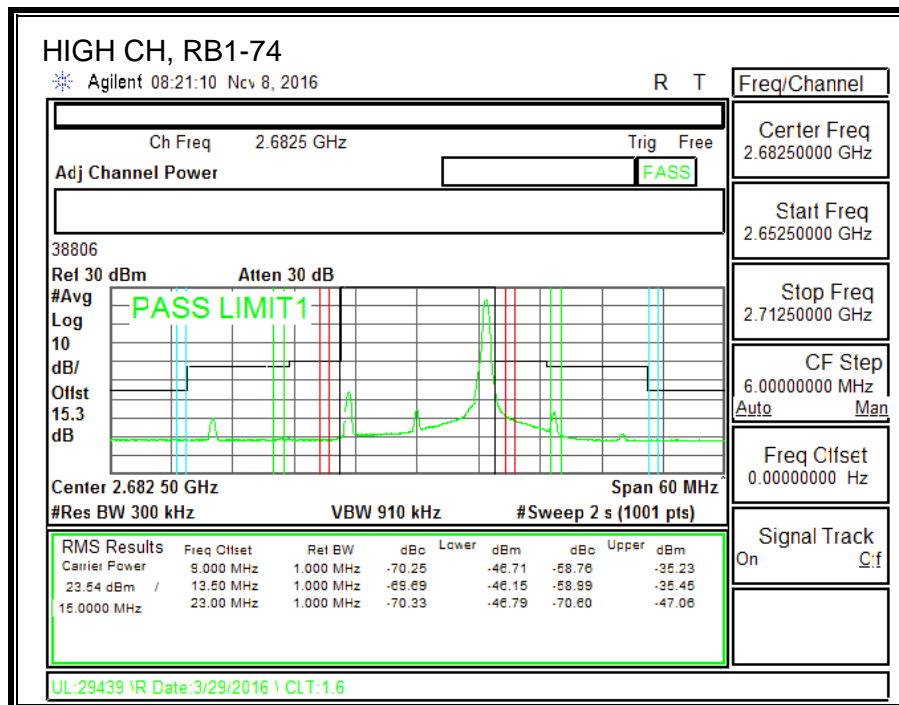 HIGH CH, RB1-74
Agilent 08:21:10 Nov 8, 2016 R T
Freq/Channel
Ch Freq 2.6825 GHz Trig Free
Adj Channel Power PASS
38806
Ref 30 dBm Atten 30 dB
#Avg
Log
10
dB/
Offst
15.3
dB
PASS LIMIT1
Center 2.682 50 GHz Span 60 MHz
#Res BW 300 kHz VBW 910 kHz #Sweep 2 s (1001 pts)
RMS Results Freq Offset Ref BW dBc Lower dBm dBc Upper dBm
Carrier Power 9.000 MHz 1.000 MHz -70.25 -46.71 -58.76 -35.23
23.54 dBm / 13.50 MHz 1.000 MHz -69.69 -46.15 -58.99 -35.45
15.0000 MHz 23.00 MHz 1.000 MHz -70.33 -46.79 -70.60 -47.06
UL:29439 \R Date:3/29/2016 \ CLT:1.6
Center Freq
2.68250000 GHz
Start Freq
2.65250000 GHz
Stop Freq
2.71250000 GHz
CF Step
6.00000000 MHz
Auto Man
Freq Offset
0.00000000 Hz
Signal Track
On Off